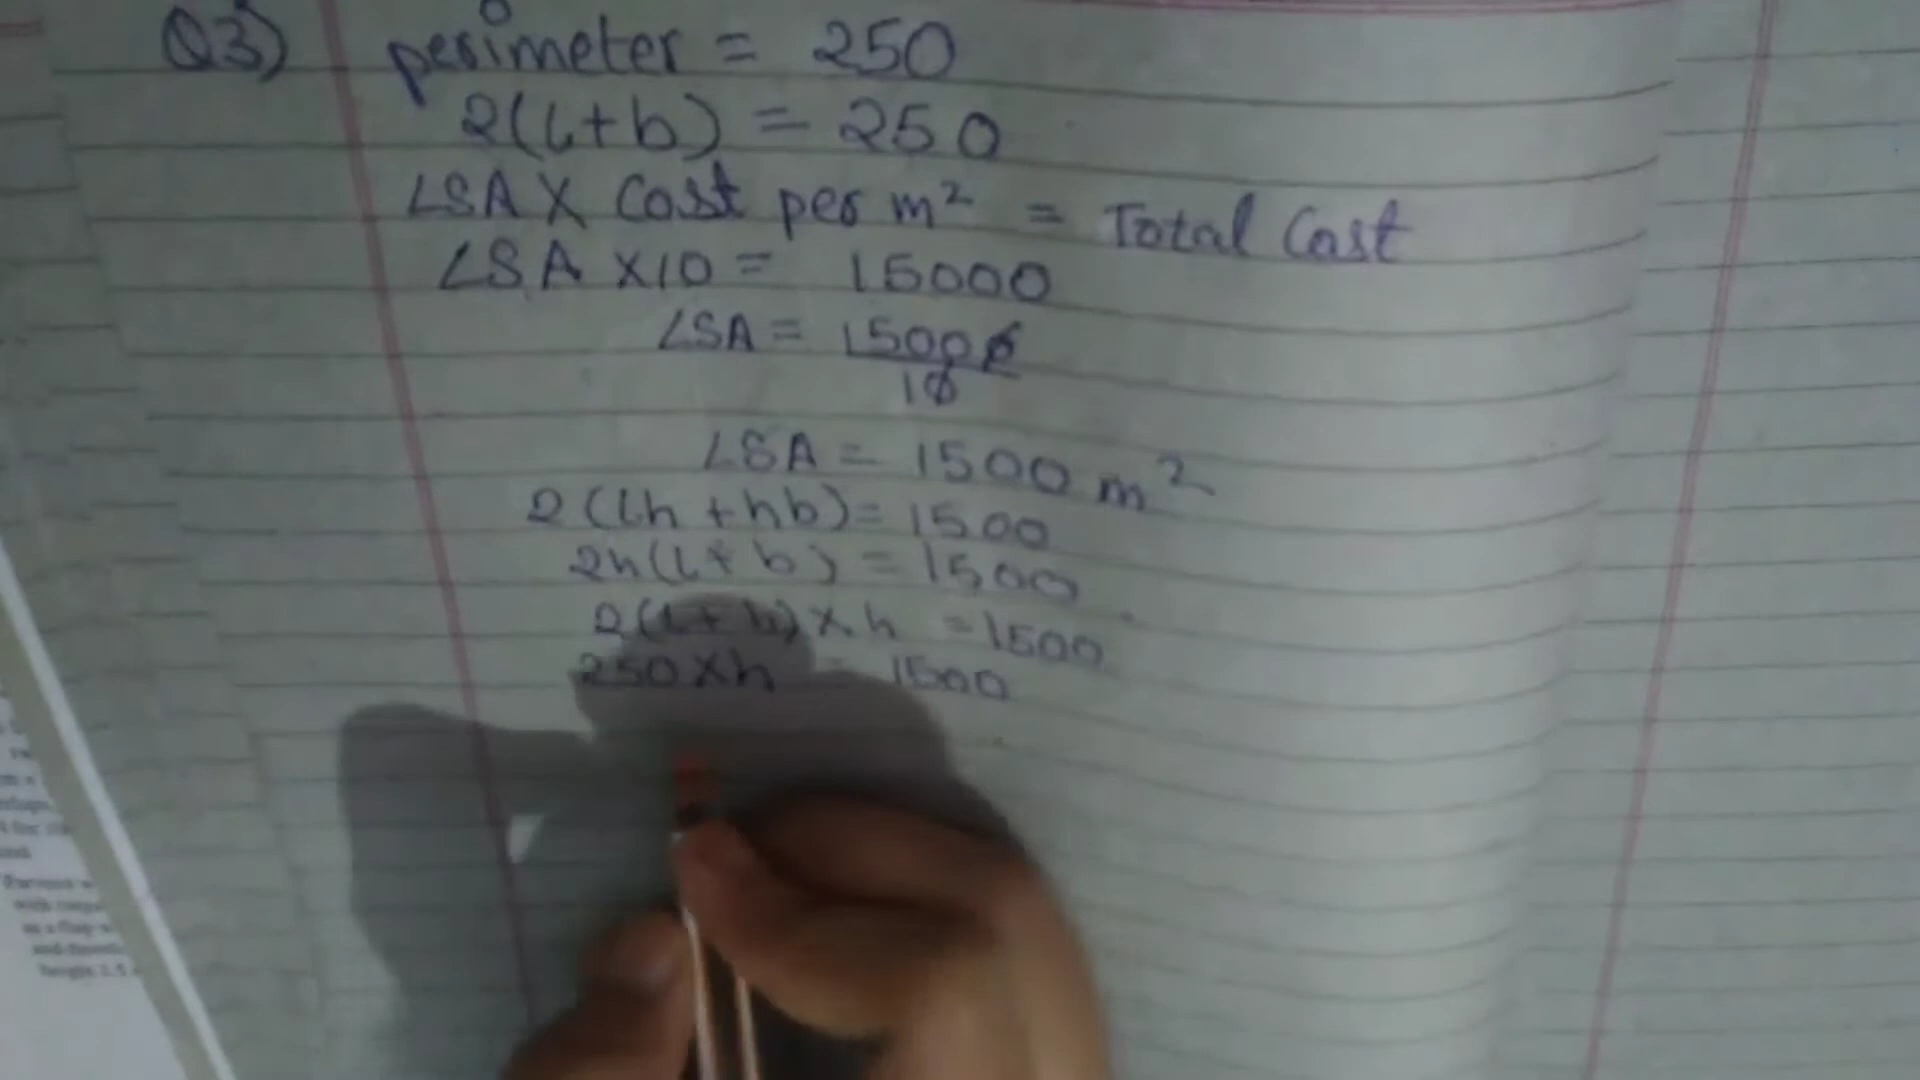 Q3) perimeter = 250
2(l+b) = 250
LSA X Cost per m² = Total Cost
LSA X10 = 15000
LSA = 15000
10
LSA = 1500 m²
2(lh +hb)= 1500
2h(l+b) = 1500
2(l+b)×h = 1500
250×h = 1500